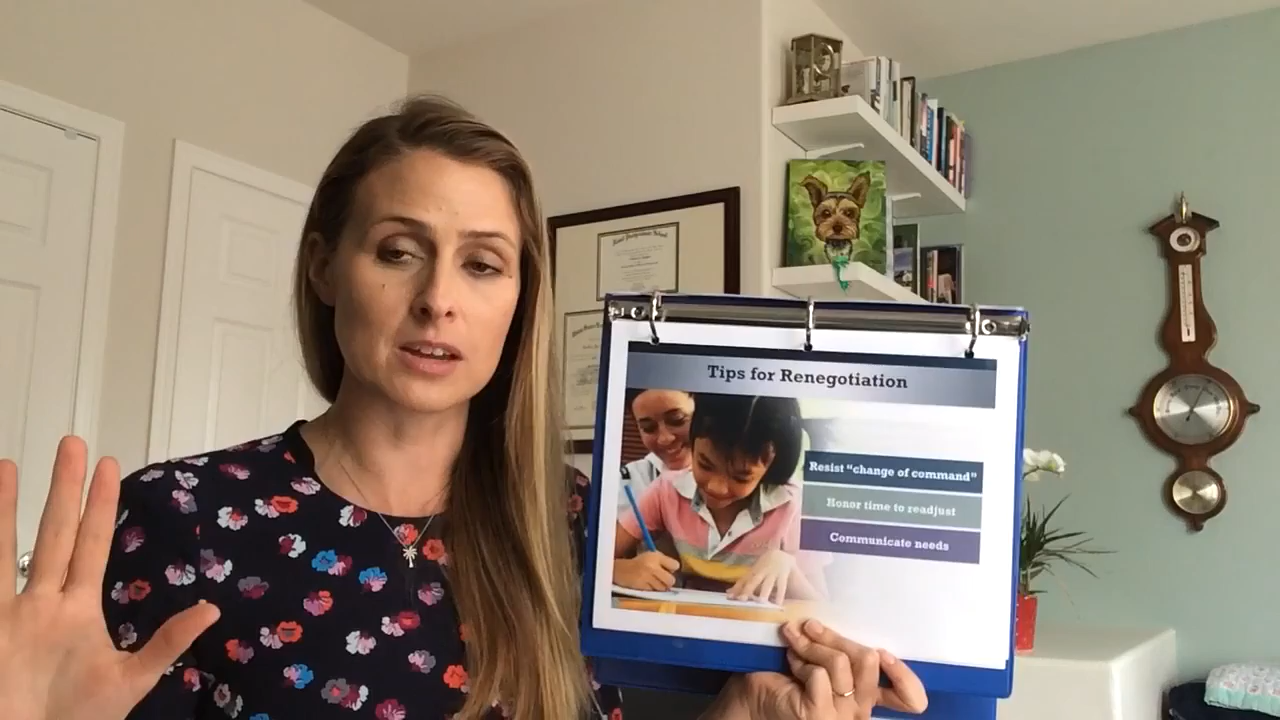 Tips for Renegotiation
Resist "change of command"
Honor time to readjust
Communicate needs